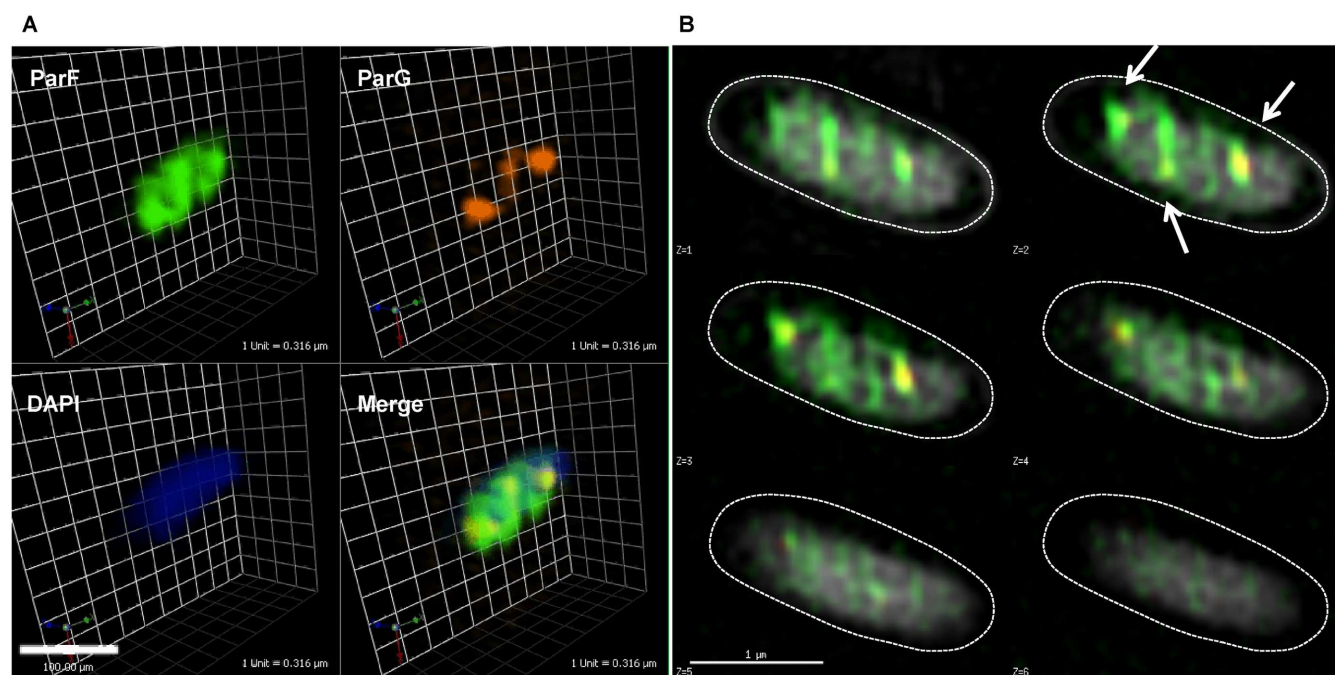 A
B
ParF
ParG
1 Unit = 0.316 µm
1 Unit = 0.316 µm
Z=1
Z=2
DAPI
Merge
Z=3
Z=4
100.00 µm
1 Unit = 0.316 µm
1 Unit = 0.316 µm
1 µm
Z=5
Z=6